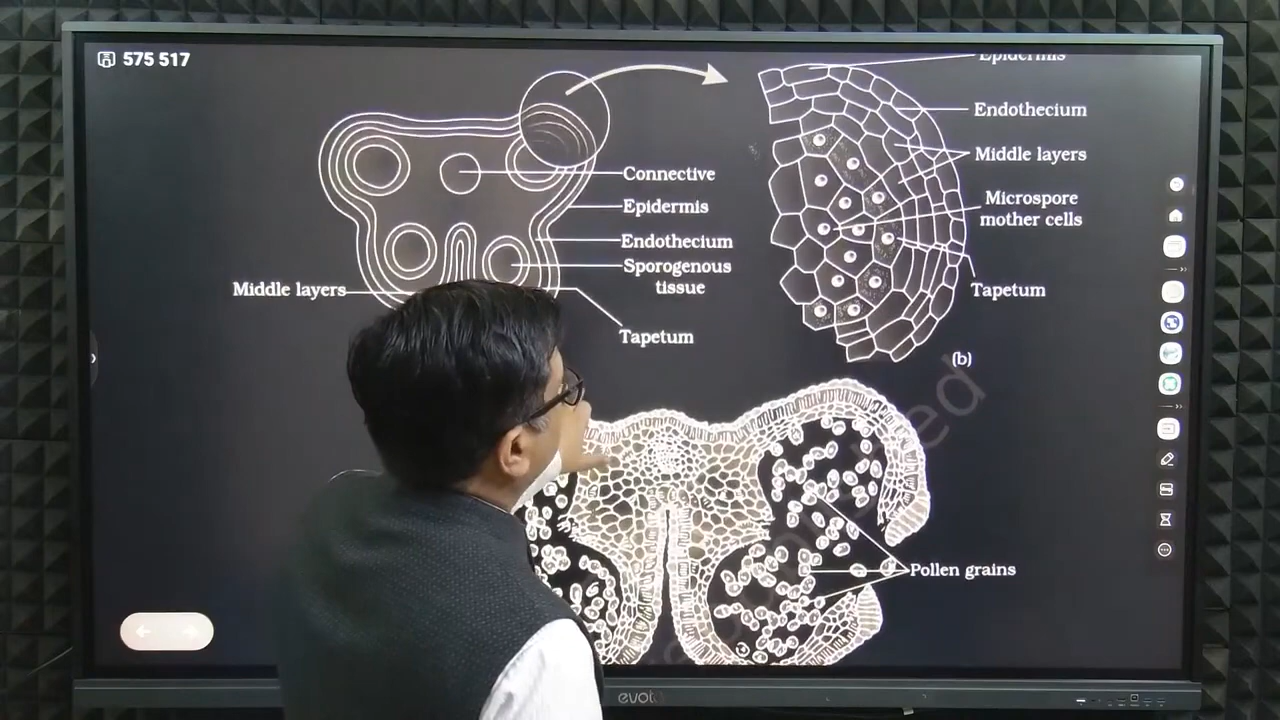 575 517
Connective
Epidermis
Endothecium
Sporogenous
tissue
Middle layers
Tapetum
Epidermis
Endothecium
Middle layers
Microspore
mother cells
Tapetum
(b)
Pollen grains
evo